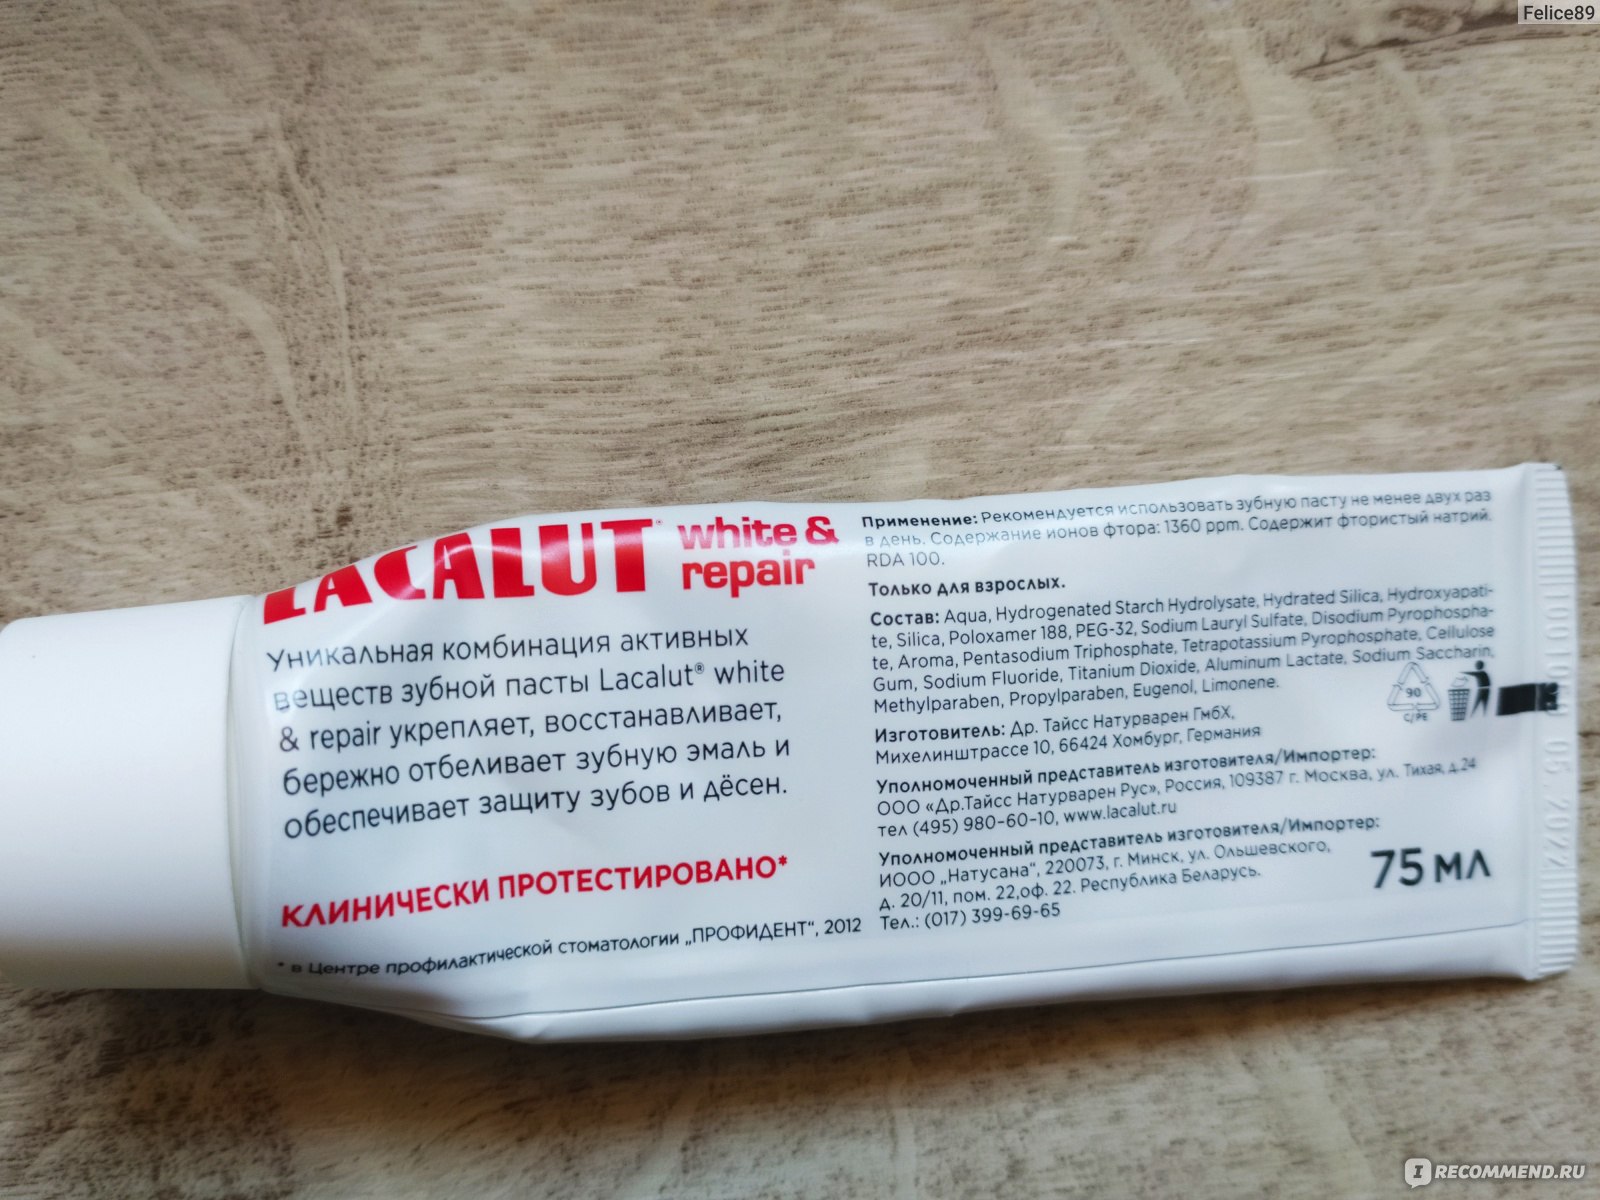 Felice89
LACALUT® white &
repair
Уникальная комбинация активных
веществ зубной пасты Lacalut® white
& repair укрепляет, восстанавливает,
бережно отбеливает зубную эмаль и
обеспечивает защиту зубов и дёсен.
КЛИНИЧЕСКИ ПРОТЕСТИРОВАНО*
* в Центре профилактической стоматологии „ПРОФИДЕНТ“, 2012
Применение: Рекомендуется использовать зубную пасту не менее двух раз
в день. Содержание ионов фтора: 1360 ppm. Содержит фтористый натрий.
RDA 100.
Только для взрослых.
Состав: Aqua, Hydrogenated Starch Hydrolysate, Hydrated Silica, Hydroxyapati-
te, Silica, Poloxamer 188, PEG-32, Sodium Lauryl Sulfate, Disodium Pyrophospha-
te, Aroma, Pentasodium Triphosphate, Tetrapotassium Pyrophosphate, Cellulose
Gum, Sodium Fluoride, Titanium Dioxide, Aluminum Lactate, Sodium Saccharin,
Methylparaben, Propylparaben, Eugenol, Limonene.
Изготовитель: Др. Тайсс Натурварен ГмбХ,
Михелинштрассе 10, 66424 Хомбург, Германия
Уполномоченный представитель изготовителя/Импортер:
ООО «Др.Тайсс Натурварен Рус», Россия, 109387 г. Москва, ул. Тихая, д.24
тел (495) 980-60-10, www.lacalut.ru
Уполномоченный представитель изготовителя/Импортер:
ИООО „Натусана“, 220073, г. Минск, ул. Ольшевского,
д. 20/11, пом. 22,оф. 22. Республика Беларусь.
Тел.: (017) 399-69-65
90
C/PE
75 мл
05.2022
IRECOMMEND.RU